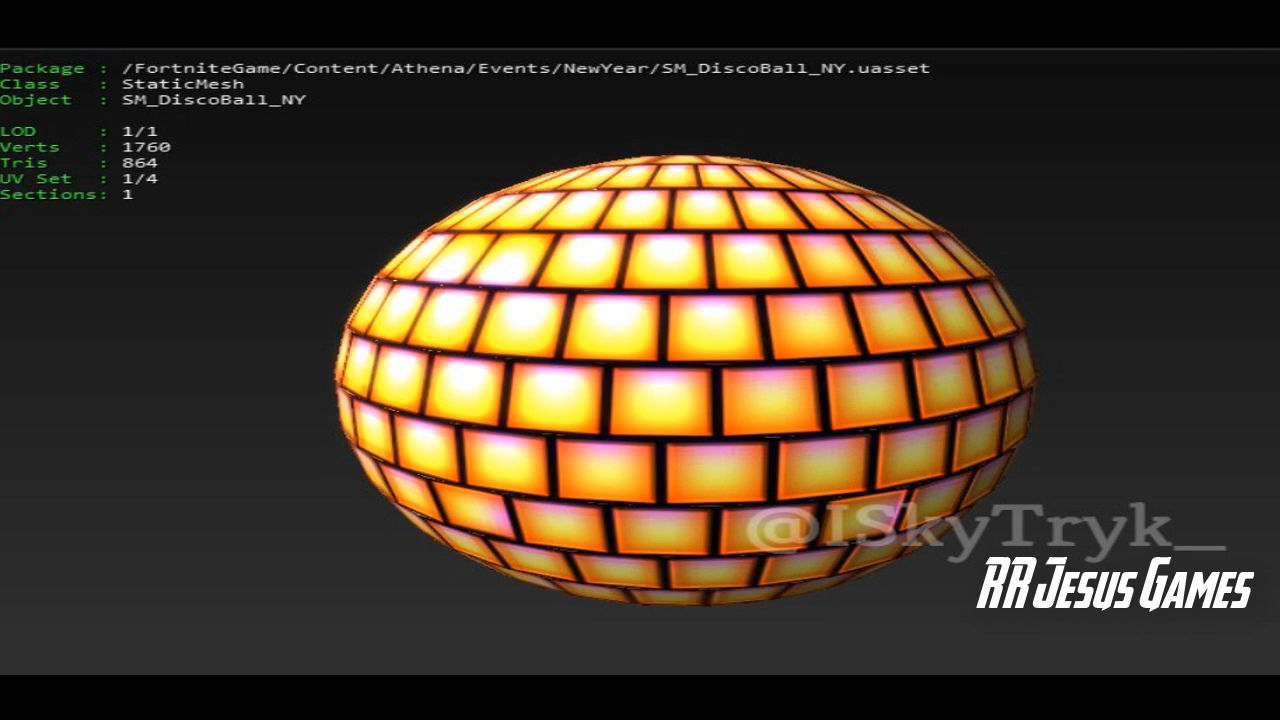 Package : /FortniteGame/Content/Athena/Events/NewYear/SM_DiscoBall_NY.uasset
Class : StaticMesh
Object : SM_DiscoBall_NY
LOD : 1/1
Verts : 1760
Tris : 864
UV Set : 1/4
Sections: 1
@ISkyTryk_
RR Jesus Games